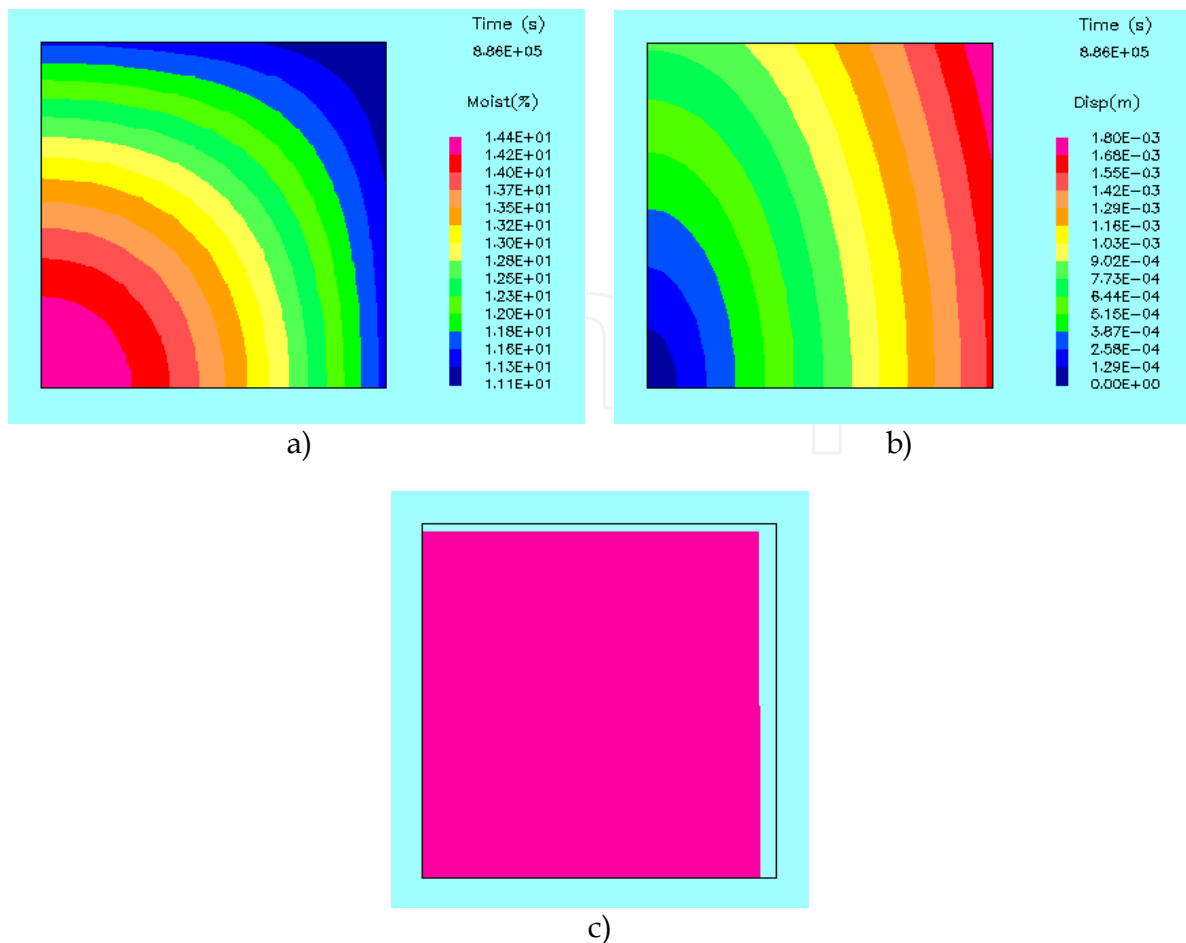 Time (s)
8.86E+05
Moist(%)
1.44E+01
1.42E+01
1.40E+01
1.37E+01
1.35E+01
1.32E+01
1.30E+01
1.28E+01
1.25E+01
1.23E+01
1.20E+01
1.18E+01
1.16E+01
1.13E+01
1.11E+01
a)
Time (s)
8.86E+05
Disp(m)
1.80E-03
1.68E-03
1.55E-03
1.42E-03
1.29E-03
1.16E-03
1.03E-03
9.02E-04
7.73E-04
6.44E-04
5.15E-04
3.87E-04
2.58E-04
1.29E-04
0.00E+00
b)
c)